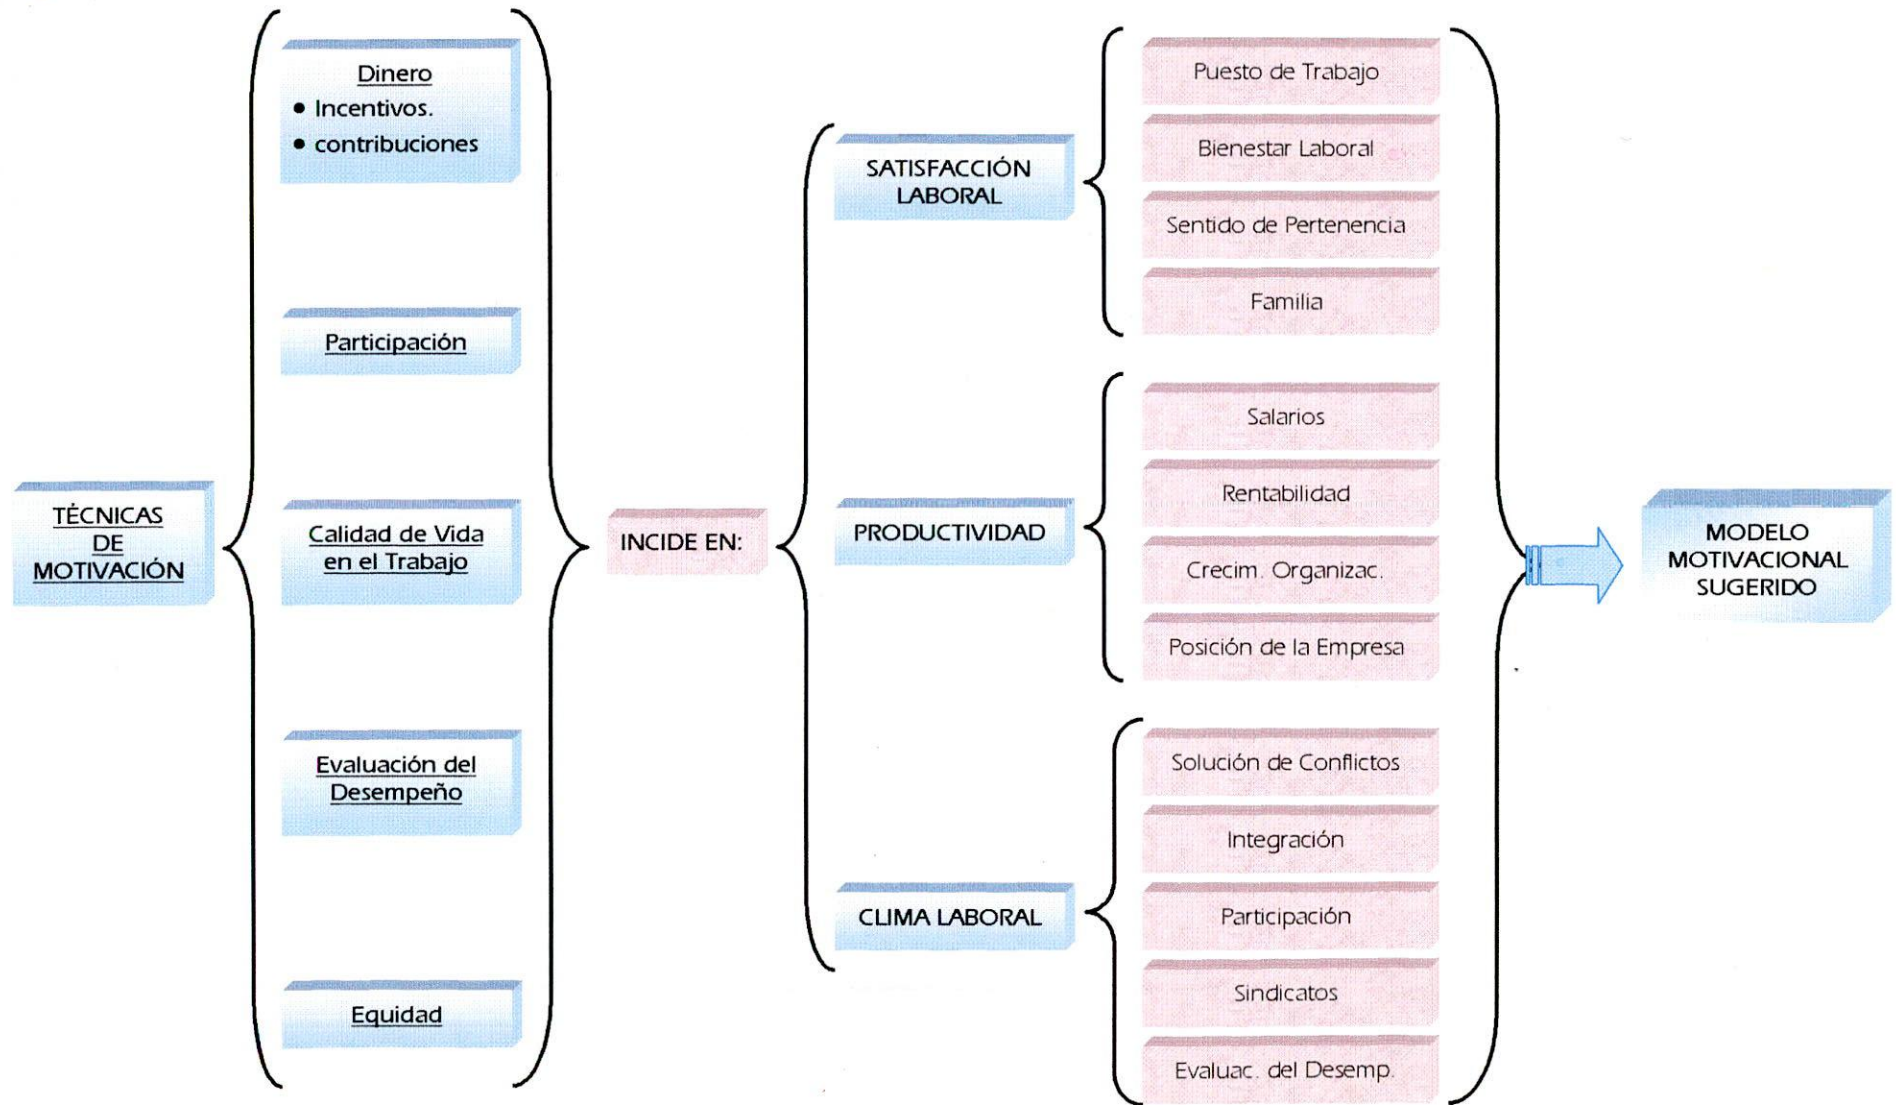 TÉCNICAS
DE
MOTIVACIÓN
Dinero
• Incentivos.
• contribuciones
Participación
Calidad de Vida
en el Trabajo
Evaluación del
Desempeño
Equidad
INCIDE EN:
SATISFACCIÓN
LABORAL
Puesto de Trabajo
Bienestar Laboral
Sentido de Pertenencia
Familia
PRODUCTIVIDAD
Salarios
Rentabilidad
Crecim. Organizac.
Posición de la Empresa
CLIMA LABORAL
Solución de Conflictos
Integración
Participación
Sindicatos
Evaluac. del Desemp.
MODELO
MOTIVACIONAL
SUGERIDO